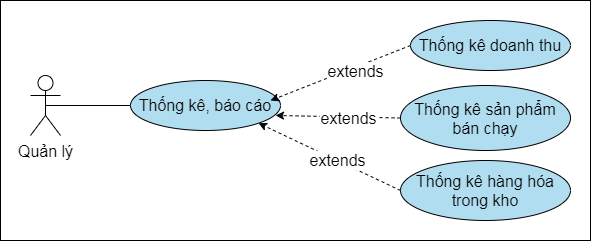 Thống kê doanh thu
extends
Thống kê, báo cáo
Thống kê sản phẩm
bán chạy
extends
Quản lý
extends
Thống kê hàng hóa
trong kho